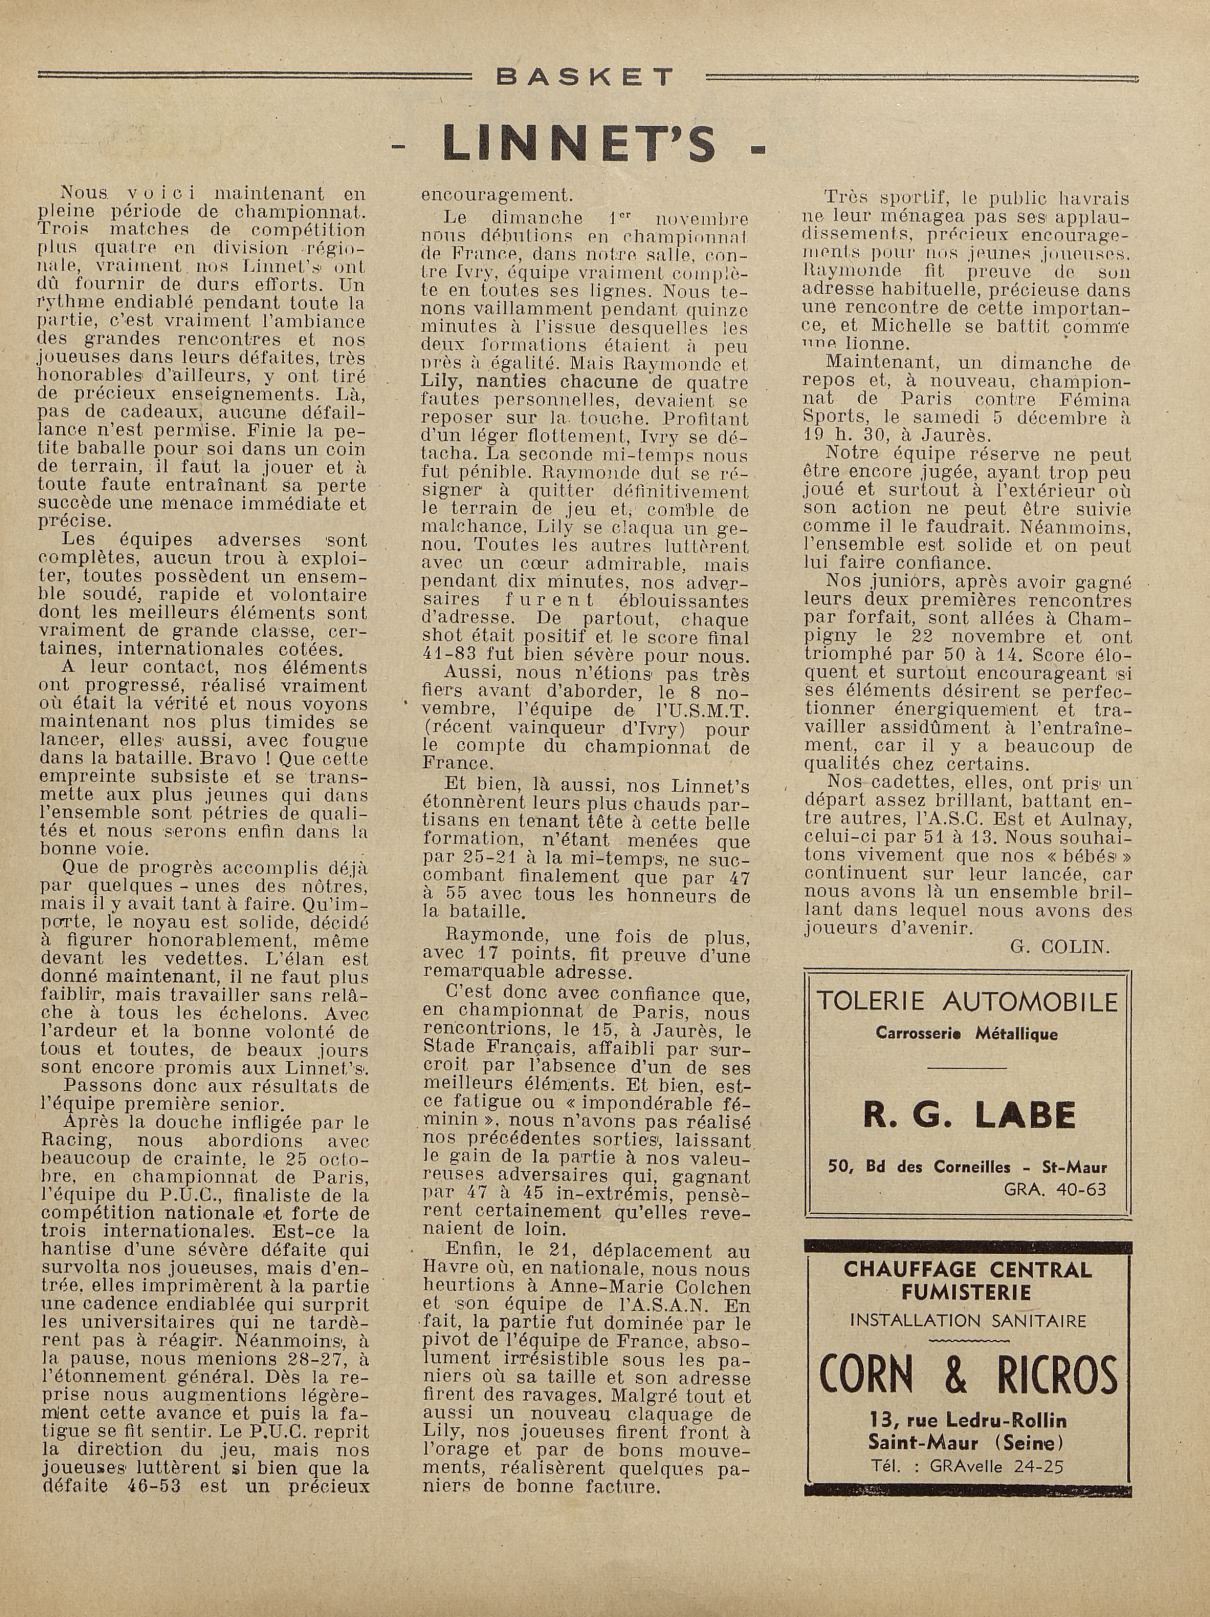 BASKET
- LINNET'S -
Nous voici maintenant en
pleine période de championnat.
Trois matches de compétition
plus quatre en division régio-
nale, vraiment nos Linnet's ont
dû fournir de durs efforts. Un
rythme endiablé pendant toute la
partie, c'est vraiment l'ambiance
des grandes rencontres et nos
joueuses dans leurs défaites, très
honorables d'ailleurs, y ont tiré
de précieux enseignements. Là,
pas de cadeaux, aucune défail-
lance n'est permise. Finie la pe-
tite baballe pour soi dans un coin
de terrain, il faut la jouer et à
toute faute entraînant sa perte
succède une menace immédiate et
précise.
Les équipes adverses sont
complètes, aucun trou à exploi-
ter, toutes possèdent un ensem-
ble soudé, rapide et volontaire
dont les meilleurs éléments sont
vraiment de grande classe, cer-
taines, internationales cotées.
A leur contact, nos éléments
ont progressé, réalisé vraiment
où était la vérité et nous voyons
maintenant nos plus timides se
lancer, elles aussi, avec fougue
dans la bataille. Bravo ! Que cette
empreinte subsiste et se trans-
mette aux plus jeunes qui dans
l'ensemble sont pétries de quali-
tés et nous serons enfin dans la
bonne voie.
Que de progrès accomplis déjà
par quelques - unes des nôtres,
mais il y avait tant à faire. Qu'im-
porte, le noyau est solide, décidé
à figurer honorablement, même
devant les vedettes. L'élan est
donné maintenant, il ne faut plus
faiblir, mais travailler sans relâ-
che à tous les échelons. Avec
l'ardeur et la bonne volonté de
tous et toutes, de beaux jours
sont encore promis aux Linnet's.
Passons donc aux résultats de
l'équipe première senior.
Après la douche infligée par le
Racing, nous abordions avec
beaucoup de crainte, le 25 octo-
bre, en championnat de Paris,
l'équipe du P.U.C., finaliste de la
compétition nationale et forte de
trois internationales. Est-ce la
hantise d'une sévère défaite qui
survolta nos joueuses, mais d'en-
trée, elles imprimèrent à la partie
une cadence endiablée qui surprit
les universitaires qui ne tardè-
rent pas à réagir. Néanmoins, à
la pause, nous menions 28-27, à
l'étonnement général. Dès la re-
prise nous augmentions légère-
ment cette avance et puis la fa-
tigue se fit sentir. Le P.U.C. reprit
la direction du jeu, mais nos
joueuses luttèrent si bien que la
défaite 46-53 est un précieux
encouragement.
Le dimanche 1er novembre
nous débutions en championnat
de France, dans notre salle, con-
tre Ivry, équipe vraiment complè-
te en toutes ses lignes. Nous te-
nons vaillamment pendant quinze
minutes à l'issue desquelles les
deux formations étaient à peu
près à égalité. Mais Raymonde et
Lily, nanties chacune de quatre
fautes personnelles, devaient se
reposer sur la touche. Profitant
d'un léger flottement, Ivry se dé-
tacha. La seconde mi-temps nous
fut pénible. Raymonde dut se ré-
signer à quitter définitivement
le terrain de jeu et, comble de
malchance, Lily se claqua un ge-
nou. Toutes les autres luttèrent
avec un cœur admirable, mais
pendant dix minutes, nos adver-
saires furent éblouissantes
d'adresse. De partout, chaque
shot était positif et le score final
41-83 fut bien sévère pour nous.
Aussi, nous n'étions pas très
fiers avant d'aborder, le 8 no-
vembre, l'équipe de l'U.S.M.T.
(récent vainqueur d'Ivry) pour
le compte du championnat de
France.
Et bien, là aussi, nos Linnet's
étonnèrent leurs plus chauds par-
tisans en tenant tête à cette belle
formation, n'étant menées que
par 25-21 à la mi-temps, ne suc-
combant finalement que par 47
à 55 avec tous les honneurs de
la bataille.
Raymonde, une fois de plus,
avec 17 points, fit preuve d'une
remarquable adresse.
C'est donc avec confiance que,
en championnat de Paris, nous
rencontrions, le 15, à Jaurès, le
Stade Français, affaibli par sur-
croit par l'absence d'un de ses
meilleurs éléments. Et bien, est-
ce fatigue ou « impondérable fé-
minin », nous n'avons pas réalisé
nos précédentes sorties, laissant
le gain de la partie à nos valeu-
reuses adversaires qui, gagnant
par 47 à 45 in-extrémis, pensè-
rent certainement qu'elles reve-
naient de loin.
Enfin, le 21, déplacement au
Havre où, en nationale, nous nous
heurtions à Anne-Marie Colchen
et son équipe de l'A.S.A.N. En
fait, la partie fut dominée par le
pivot de l'équipe de France, abso-
lument irrésistible sous les pa-
niers où sa taille et son adresse
firent des ravages. Malgré tout et
aussi un nouveau claquage de
Lily, nos joueuses firent front à
l'orage et par de bons mouve-
ments, réalisèrent quelques pa-
niers de bonne facture.
Très sportif, le public havrais
ne leur ménagea pas ses applau-
dissements, précieux encourage-
ments pour nos jeunes joueuses.
Raymonde fit preuve de son
adresse habituelle, précieuse dans
une rencontre de cette importan-
ce, et Michelle se battit comme
une lionne.
Maintenant, un dimanche de
repos et, à nouveau, champion-
nat de Paris contre Fémina
Sports, le samedi 5 décembre à
19 h. 30, à Jaurès.
Notre équipe réserve ne peut
être encore jugée, ayant trop peu
joué et surtout à l'extérieur où
son action ne peut être suivie
comme il le faudrait. Néanmoins,
l'ensemble est solide et on peut
lui faire confiance.
Nos juniors, après avoir gagné
leurs deux premières rencontres
par forfait, sont allées à Cham-
pigny le 22 novembre et ont
triomphé par 50 à 14. Score élo-
quent et surtout encourageant si
ses éléments désirent se perfec-
tionner énergiquement et tra-
vailler assidûment à l'entraîne-
ment, car il y a beaucoup de
qualités chez certains.
Nos cadettes, elles, ont pris un
départ assez brillant, battant en-
tre autres, l'A.S.C. Est et Aulnay,
celui-ci par 51 à 13. Nous souhai-
tons vivement que nos « bébés »
continuent sur leur lancée, car
nous avons là un ensemble bril-
lant dans lequel nous avons des
joueurs d'avenir.
G. COLIN.
TOLERIE AUTOMOBILE
Carrosserie Métallique
R. G. LABE
50, Bd des Corneilles - St-Maur
GRA. 40-63
CHAUFFAGE CENTRAL
FUMISTERIE
INSTALLATION SANITAIRE
CORN & RICROS
13, rue Ledru-Rollin
Saint-Maur (Seine)
Tél. : GRAvelle 24-25